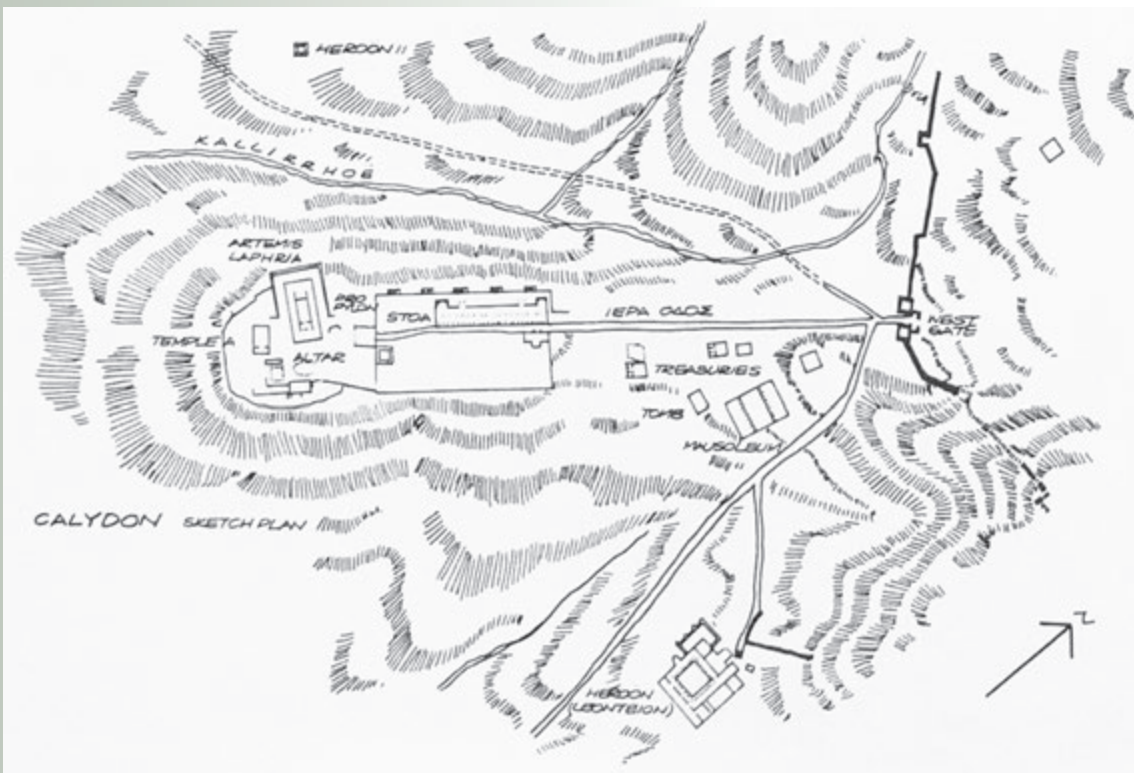 HEROON II
KALLIRRHOE
ARTEMIS
LAPHRIA
PRO
PYLON
STOA
ΙΕΡΑ ΟΔΟΣ
WEST
GATE
TEMPLE A
ALTAR
TREASURIES
TOMB
MAUSOLEUM
CALYDON SKETCH PLAN
HEROON
(LEONTEION)
N